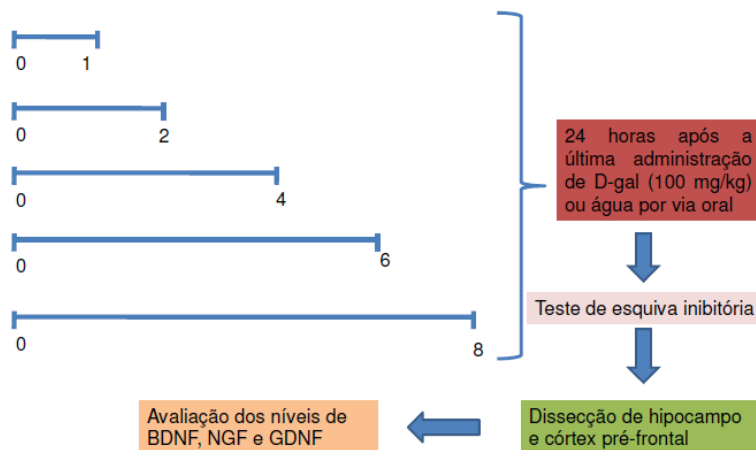 0
1
0
2
0
4
0
6
0
8
24 horas após a
última administração
de D-gal (100 mg/kg)
ou água por via oral
Teste de esquiva inibitória
Dissecção de hipocampo
e córtex pré-frontal
Avaliação dos níveis de
BDNF, NGF e GDNF